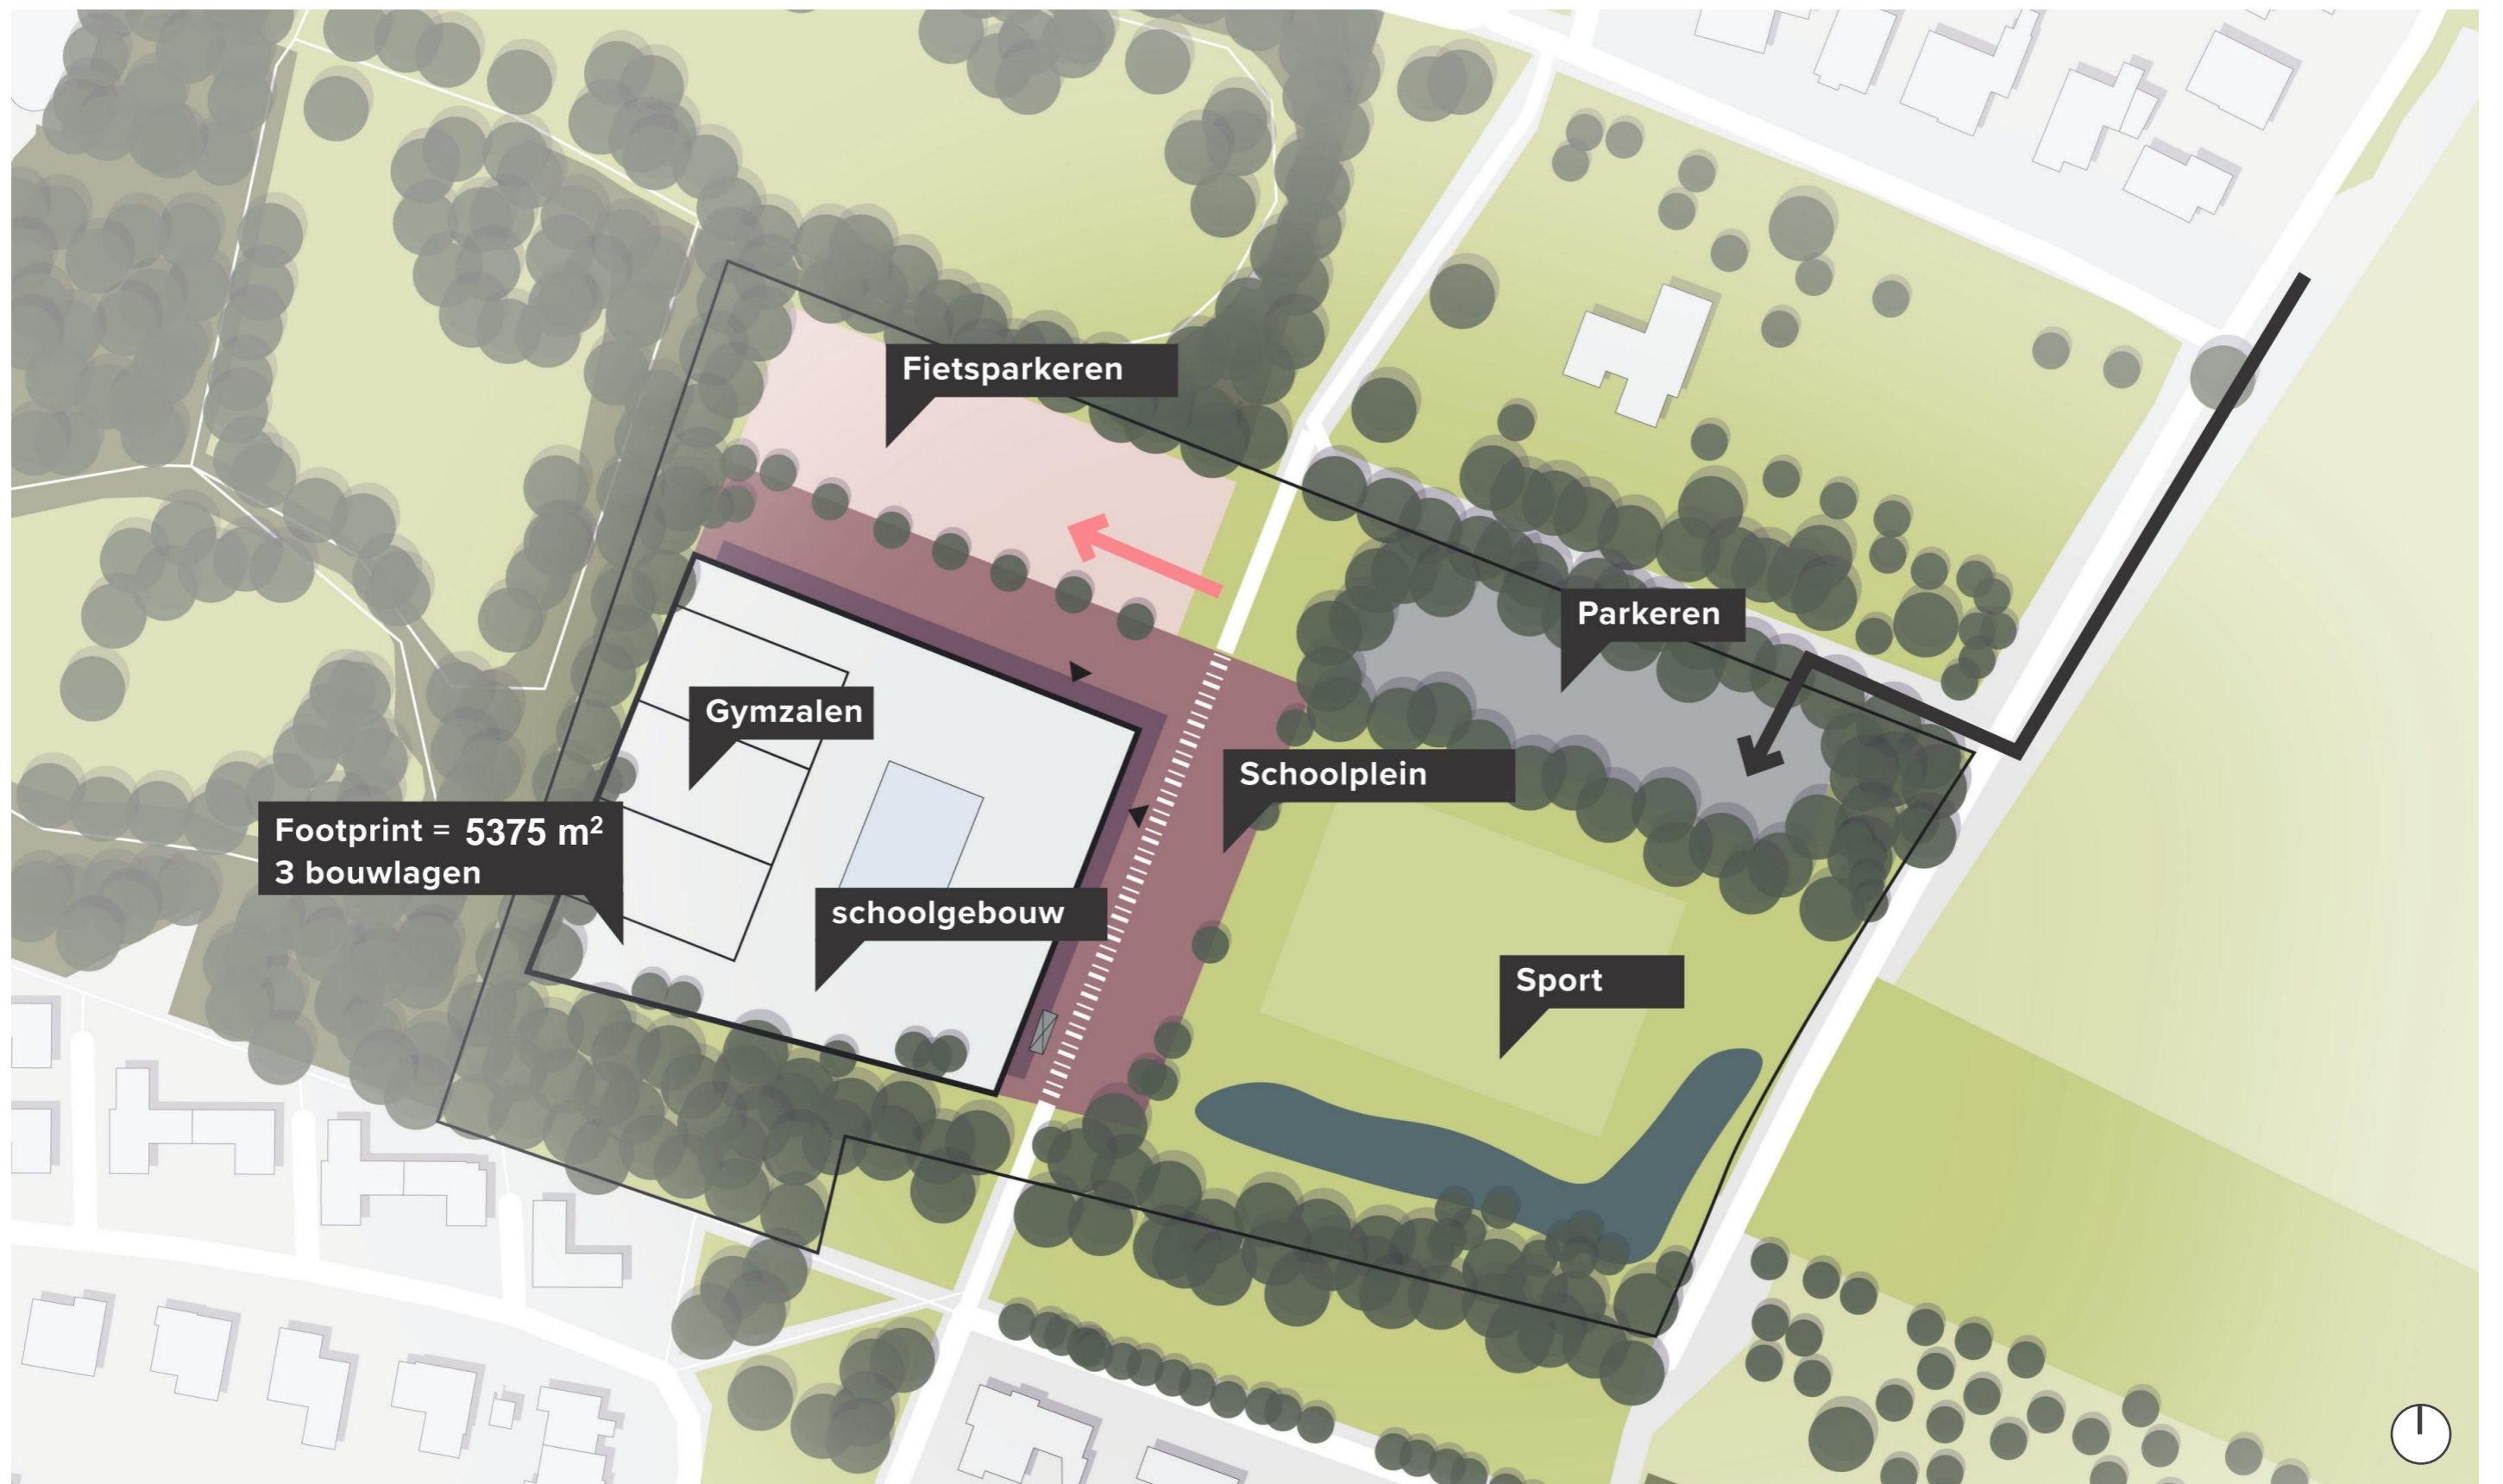 Fietsparkeren
Parkeren
Gymzalen
Schoolplein
Footprint = 5375 m²
3 bouwlagen
schoolgebouw
Sport